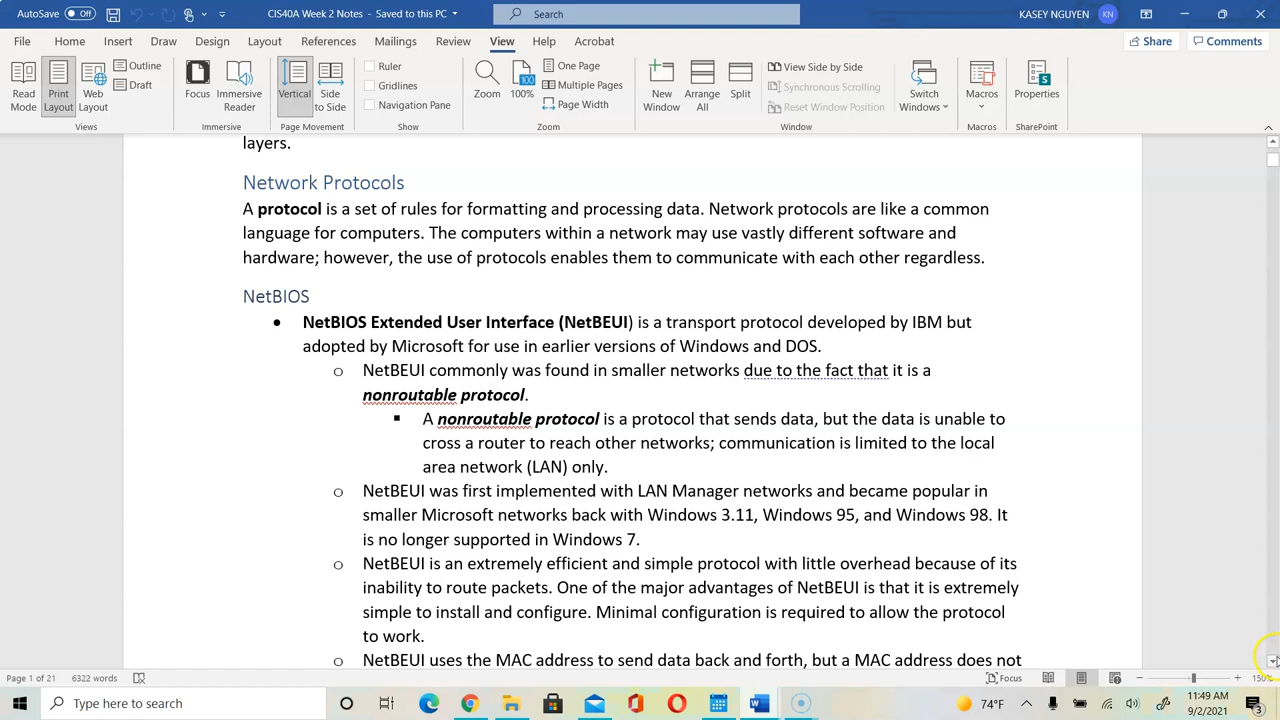 AutoSave Off CIS40A Week 2 Notes • Saved to this PC Search KASEY NGUYEN KN
File Home Insert Draw Design Layout References Mailings Review View Help Acrobat Share Comments
Read Mode Print Layout Web Layout Outline Draft Focus Immersive Reader Vertical Side to Side Ruler Gridlines Navigation Pane Zoom 100% One Page Multiple Pages Page Width New Window Arrange All Split View Side by Side Synchronous Scrolling Reset Window Position Switch Windows Macros Properties
Views Immersive Page Movement Show Zoom Window Macros SharePoint
layers.
Network Protocols
A protocol is a set of rules for formatting and processing data. Network protocols are like a common
language for computers. The computers within a network may use vastly different software and
hardware; however, the use of protocols enables them to communicate with each other regardless.
NetBIOS
• NetBIOS Extended User Interface (NetBEUI) is a transport protocol developed by IBM but
adopted by Microsoft for use in earlier versions of Windows and DOS.
o NetBEUI commonly was found in smaller networks due to the fact that it is a
nonroutable protocol.
▪ A nonroutable protocol is a protocol that sends data, but the data is unable to
cross a router to reach other networks; communication is limited to the local
area network (LAN) only.
o NetBEUI was first implemented with LAN Manager networks and became popular in
smaller Microsoft networks back with Windows 3.11, Windows 95, and Windows 98. It
is no longer supported in Windows 7.
o NetBEUI is an extremely efficient and simple protocol with little overhead because of its
inability to route packets. One of the major advantages of NetBEUI is that it is extremely
simple to install and configure. Minimal configuration is required to allow the protocol
to work.
o NetBEUI uses the MAC address to send data back and forth, but a MAC address does not
Page 1 of 21 6322 words Focus 150%
Type here to search 74°F 11:49 AM
9/2/2021 3